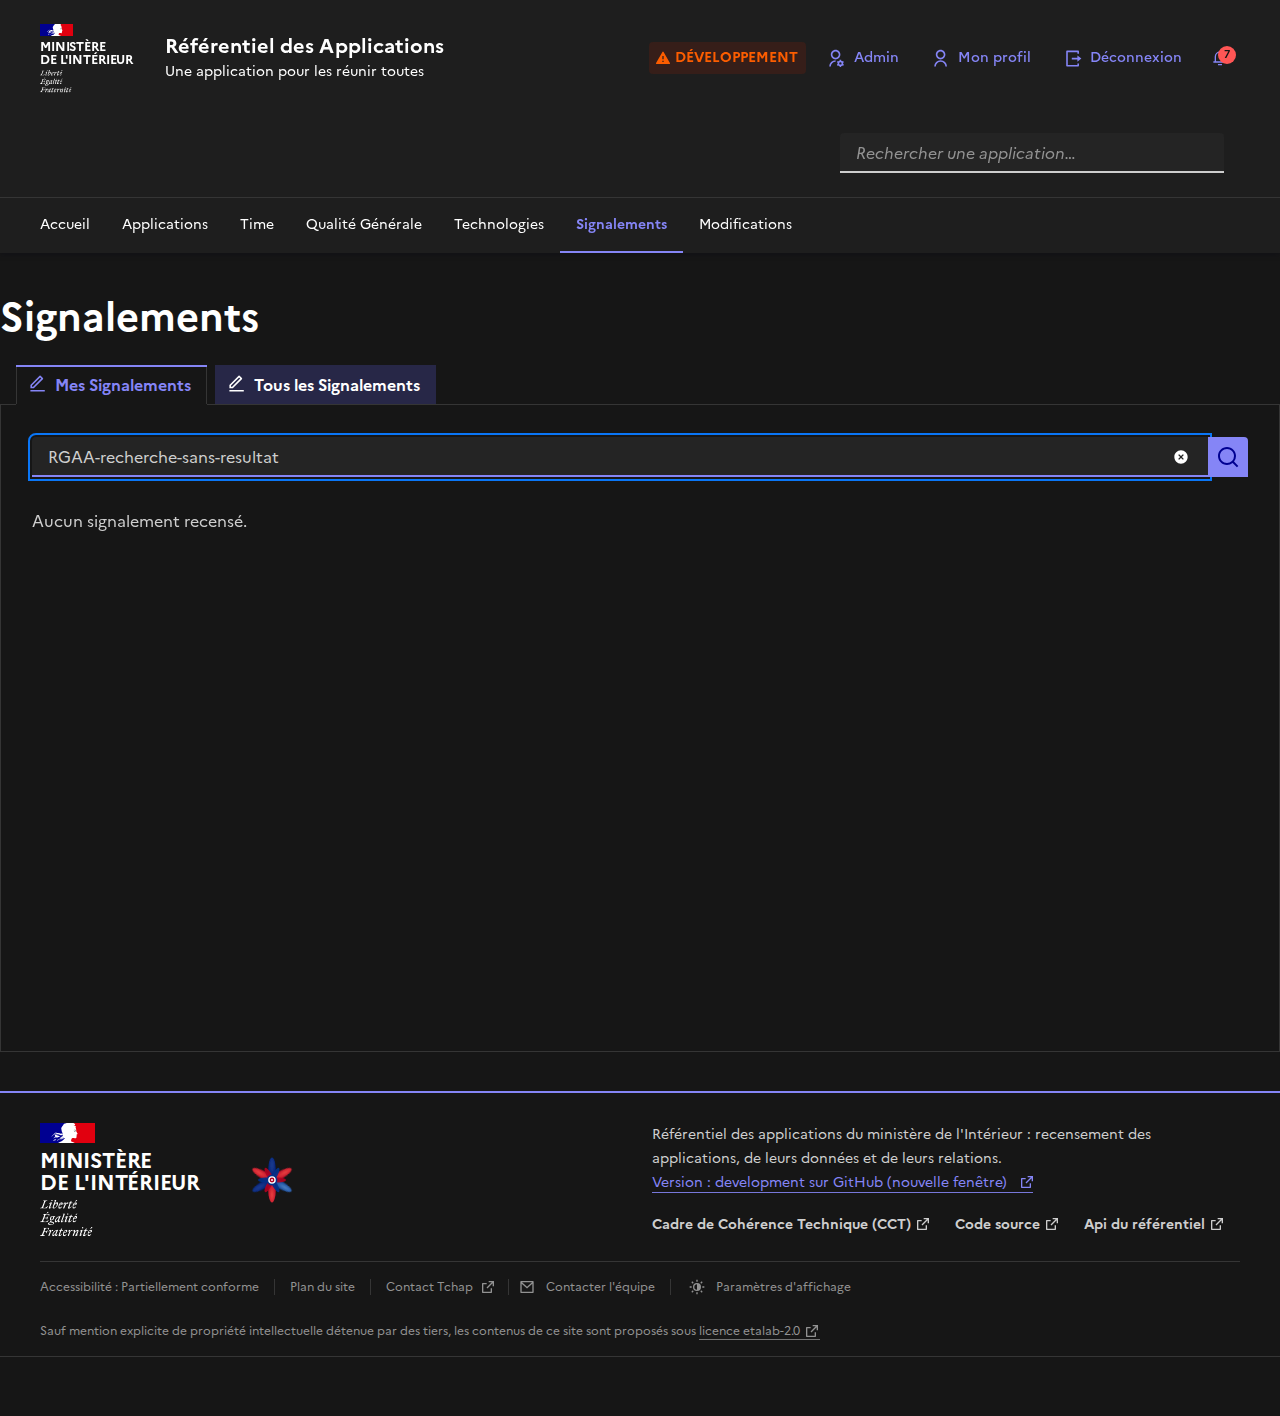 MINISTÈRE
DE L'INTÉRIEUR
Liberté
Égalité
Fraternité
Référentiel des Applications
Une application pour les réunir toutes
DÉVELOPPEMENT
Admin
Mon profil
Déconnexion
7
Rechercher une application...
Accueil
Applications
Time
Qualité Générale
Technologies
Signalements
Modifications
Signalements
Mes Signalements
Tous les Signalements
RGAA-recherche-sans-resultat
Aucun signalement recensé.
MINISTÈRE
DE L'INTÉRIEUR
Liberté
Égalité
Fraternité
Référentiel des applications du ministère de l'Intérieur : recensement des
applications, de leurs données et de leurs relations.
Version : development sur GitHub (nouvelle fenêtre)
Cadre de Cohérence Technique (CCT)
Code source
Api du référentiel
Accessibilité : Partiellement conforme
Plan du site
Contact Tchap
Contacter l'équipe
Paramètres d'affichage
Sauf mention explicite de propriété intellectuelle détenue par des tiers, les contenus de ce site sont proposés sous licence etalab-2.0